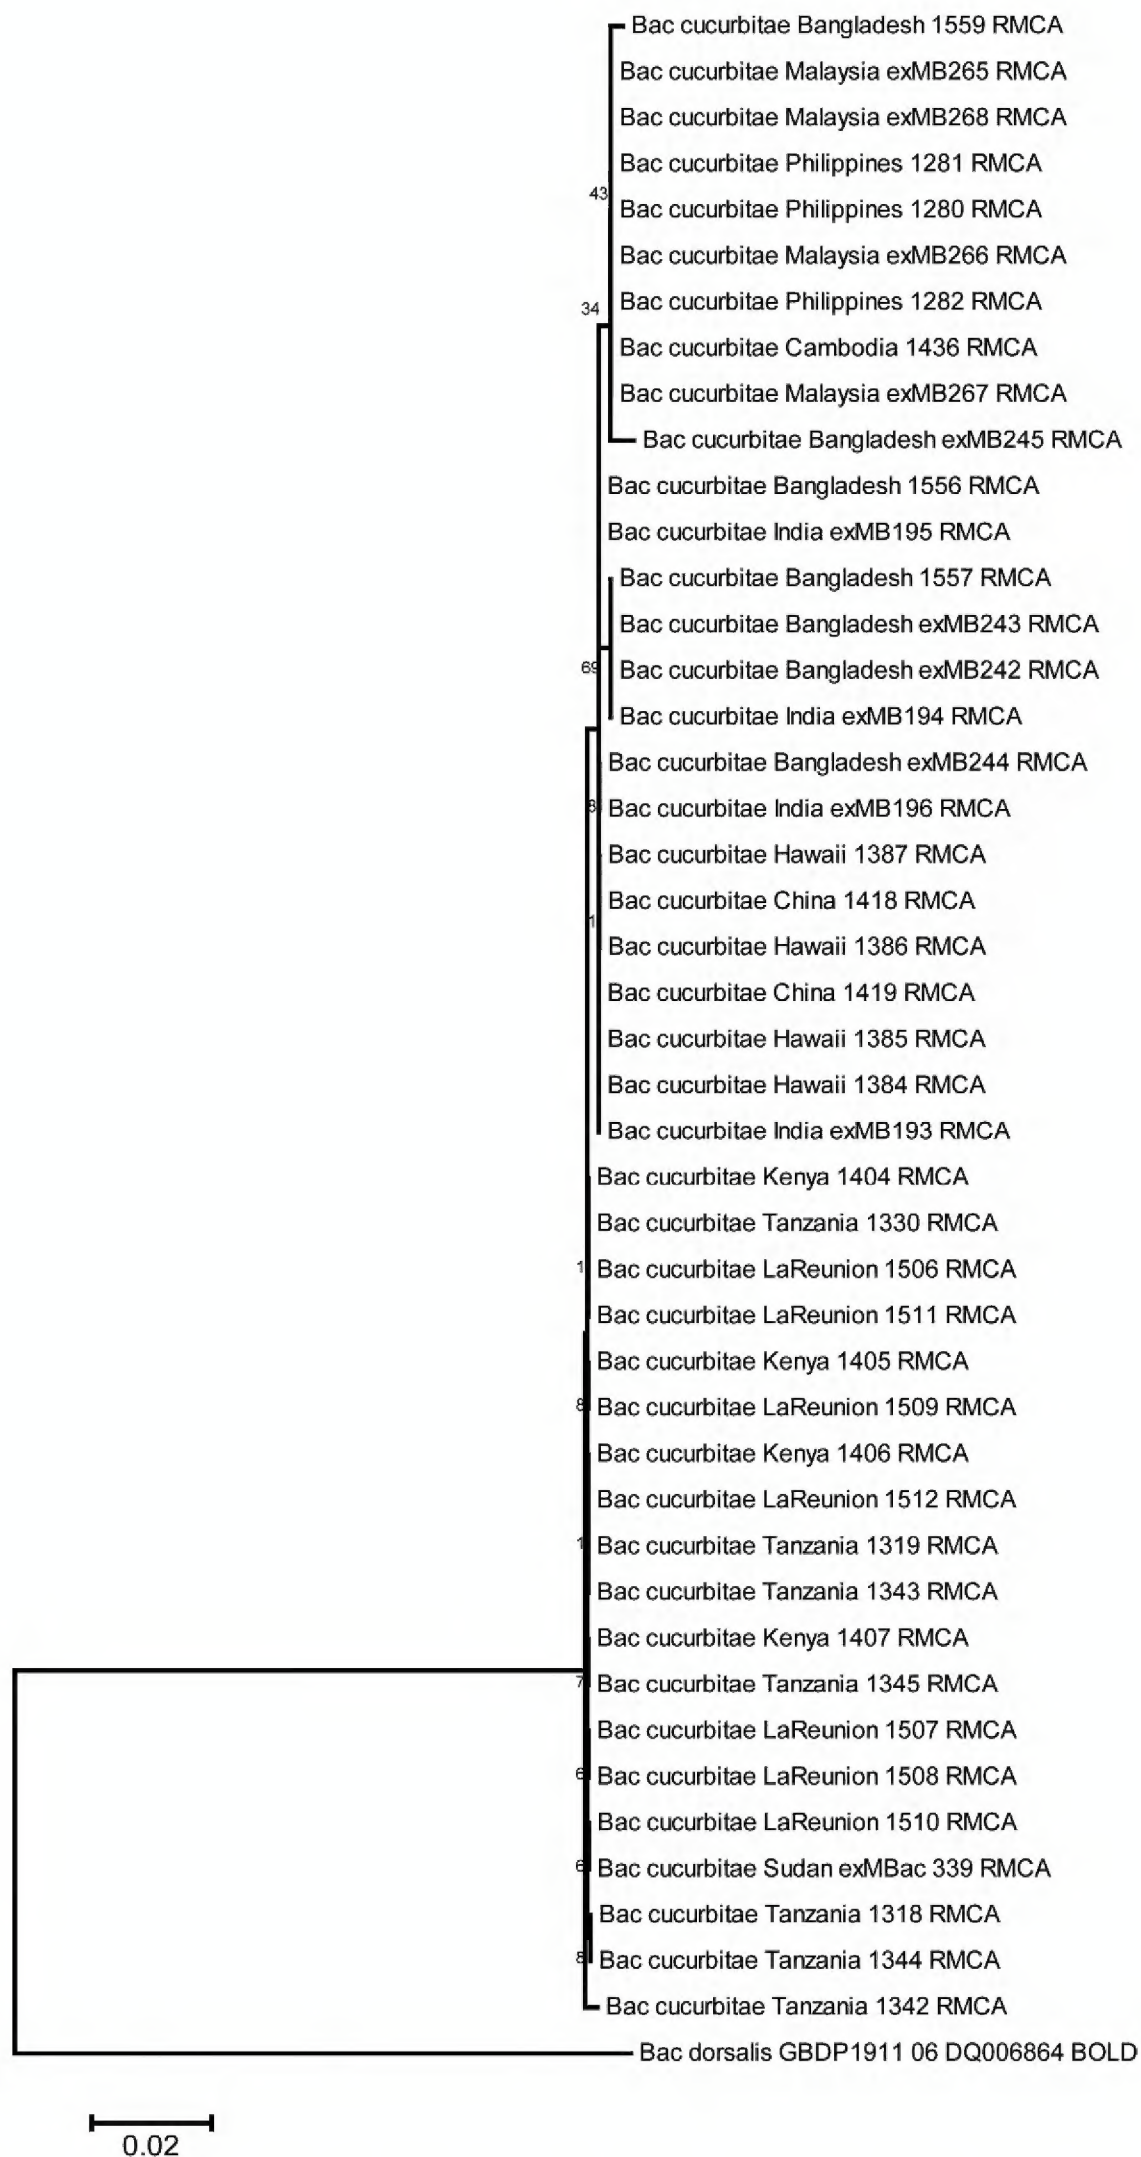 Bac cucurbitae Bangladesh 1559 RMCA
Bac cucurbitae Malaysia exMB265 RMCA
Bac cucurbitae Malaysia exMB268 RMCA
Bac cucurbitae Philippines 1281 RMCA
43
Bac cucurbitae Philippines 1280 RMCA
Bac cucurbitae Malaysia exMB266 RMCA
34
Bac cucurbitae Philippines 1282 RMCA
Bac cucurbitae Cambodia 1436 RMCA
Bac cucurbitae Malaysia exMB267 RMCA
Bac cucurbitae Bangladesh exMB245 RMCA
Bac cucurbitae Bangladesh 1556 RMCA
Bac cucurbitae India exMB195 RMCA
Bac cucurbitae Bangladesh 1557 RMCA
Bac cucurbitae Bangladesh exMB243 RMCA
69
Bac cucurbitae Bangladesh exMB242 RMCA
Bac cucurbitae India exMB194 RMCA
Bac cucurbitae Bangladesh exMB244 RMCA
Bac cucurbitae India exMB196 RMCA
Bac cucurbitae Hawaii 1387 RMCA
Bac cucurbitae China 1418 RMCA
1
Bac cucurbitae Hawaii 1386 RMCA
Bac cucurbitae China 1419 RMCA
Bac cucurbitae Hawaii 1385 RMCA
Bac cucurbitae Hawaii 1384 RMCA
Bac cucurbitae India exMB193 RMCA
Bac cucurbitae Kenya 1404 RMCA
Bac cucurbitae Tanzania 1330 RMCA
1
Bac cucurbitae LaReunion 1506 RMCA
Bac cucurbitae LaReunion 1511 RMCA
Bac cucurbitae Kenya 1405 RMCA
8
Bac cucurbitae LaReunion 1509 RMCA
Bac cucurbitae Kenya 1406 RMCA
Bac cucurbitae LaReunion 1512 RMCA
1
Bac cucurbitae Tanzania 1319 RMCA
Bac cucurbitae Tanzania 1343 RMCA
Bac cucurbitae Kenya 1407 RMCA
7
Bac cucurbitae Tanzania 1345 RMCA
Bac cucurbitae LaReunion 1507 RMCA
6
Bac cucurbitae LaReunion 1508 RMCA
Bac cucurbitae LaReunion 1510 RMCA
6
Bac cucurbitae Sudan exMBac 339 RMCA
Bac cucurbitae Tanzania 1318 RMCA
8
Bac cucurbitae Tanzania 1344 RMCA
Bac cucurbitae Tanzania 1342 RMCA
Bac dorsalis GBDP1911 06 DQ006864 BOLD
0.02